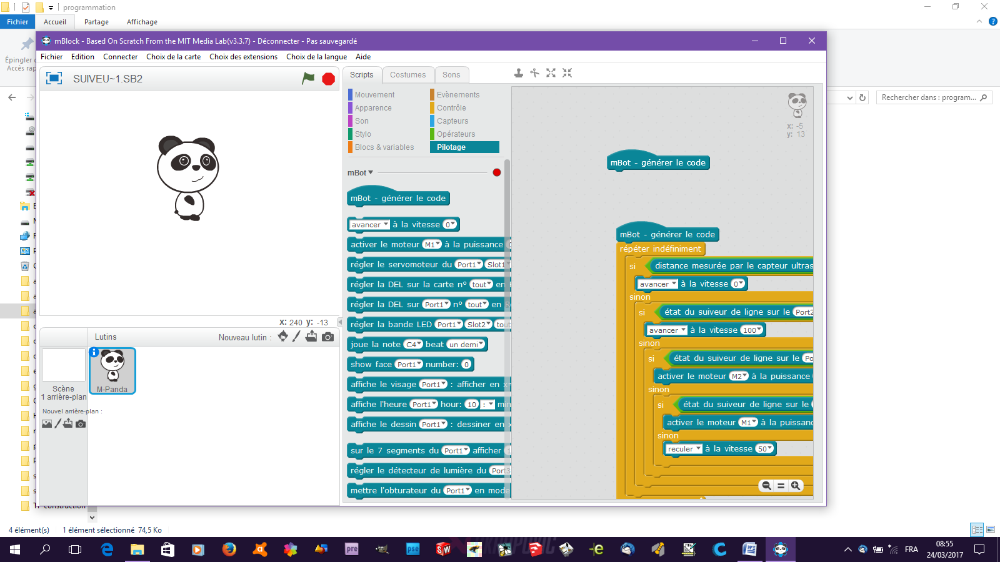 programmation
Fichier Accueil Partage Affichage
mBlock - Based On Scratch From the MIT Media Lab(v3.3.7) - Déconnecter - Pas sauvegardé
Fichier Edition Connecter Choix de la carte Choix des extensions Choix de la langue Aide
Épingler
Accès
SUIVEU~1.SB2
Scripts Costumes Sons
Rechercher dans : program...
Mouvement Evènements
Apparence Contrôle
Son Capteurs
Stylo Opérateurs
Blocs & variables Pilotage
x: -5
y: 13
mBot
mBot - générer le code
avancer à la vitesse 0
activer le moteur M1 à la puissance
régler le servomoteur du Port1 Slot1
régler la DEL sur la carte n° tout en
régler la DEL sur Port1 n° tout en
régler la bande LED Port1 Slot2 tout
joue la note C4 beat un demi
show face Port1 number: 0
affiche le visage Port1 : afficher en x
affiche l'heure Port1 hour: 10 : min
affiche le dessin Port1 : dessiner en x
sur le 7 segments du Port1 afficher
régler le détecteur de lumière du Port3
mettre l'obturateur du Port1 en mode
mBot - générer le code
mBot - générer le code
répéter indéfiniment
si distance mesurée par le capteur ultras
avancer à la vitesse 0
sinon
si état du suiveur de ligne sur le Port2
avancer à la vitesse 100
sinon
si état du suiveur de ligne sur le Po
activer le moteur M2 à la puissance
sinon
si état du suiveur de ligne sur le
activer le moteur M1 à la puissanc
sinon
reculer à la vitesse 50
x: 240 y: -13
Lutins Nouveau lutin :
M-Panda
Scène
1 arrière-plan
Nouvel arrière-plan :
TP construction
4 élément(s) 1 élément sélectionné 74,5 Ko
pre
pse
SW
FRA
08:55
24/03/2017